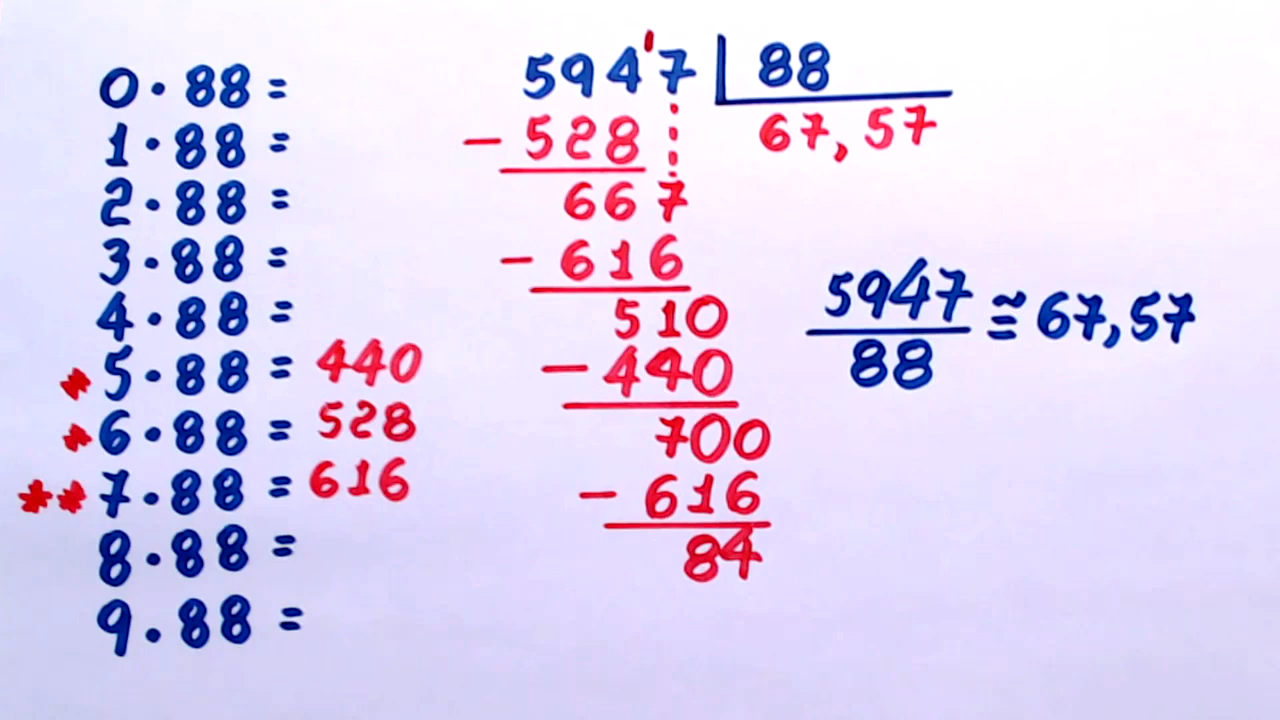 0 · 88 =
1 · 88 =
2 · 88 =
3 · 88 =
4 · 88 =
* 5 · 88 = 440
* 6 · 88 = 528
** 7 · 88 = 616
8 · 88 =
9 · 88 =
594'7 | 88
67,57
- 528
667
- 616
510
- 440
700
- 616
84
5947
≅ 67,57
88